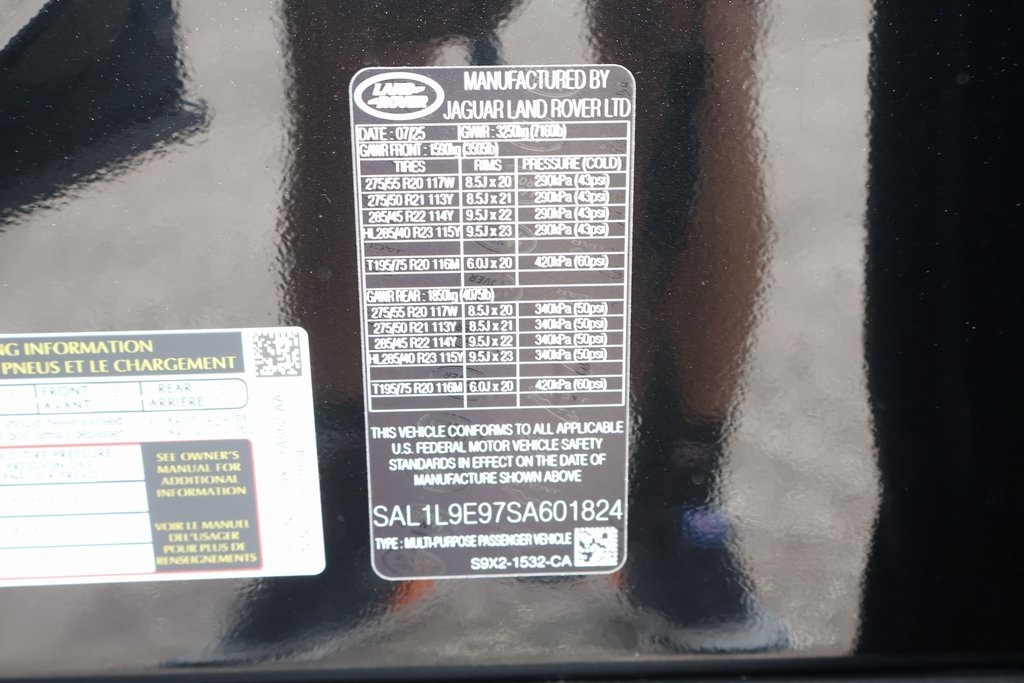 LAND-
-ROVER
MANUFACTURED BY
JAGUAR LAND ROVER LTD
DATE : 07/25 GVWR : 3250kg (7160lb)
GAWR FRONT : 1590kg (3505lb)
TIRES RIMS PRESSURE (COLD)
275/55 R20 117W 8.5J x 20 290kPa (43psi)
275/50 R21 113Y 8.5J x 21 290kPa (43psi)
285/45 R22 114Y 9.5J x 22 290kPa (43psi)
HL285/40 R23 115Y 9.5J x 23 290kPa (43psi)
T195/75 R20 116M 6.0J x 20 420kPa (60psi)
GAWR REAR : 1850kg (4075lb)
275/55 R20 117W 8.5J x 20 340kPa (50psi)
275/50 R21 113Y 8.5J x 21 340kPa (50psi)
285/45 R22 114Y 9.5J x 22 340kPa (50psi)
HL285/40 R23 115Y 9.5J x 23 340kPa (50psi)
T195/75 R20 116M 6.0J x 20 420kPa (60psi)
THIS VEHICLE CONFORMS TO ALL APPLICABLE
U.S. FEDERAL MOTOR VEHICLE SAFETY
STANDARDS IN EFFECT ON THE DATE OF
MANUFACTURE SHOWN ABOVE
SAL1L9E97SA601824
TYPE : MULTI-PURPOSE PASSENGER VEHICLE
S9X2-1532-CA
NG INFORMATION
PNEUS ET LE CHARGEMENT
FRONT REAR
AVANT ARRIÈRE
should never exceed
TIRE PRESSURE
SEE OWNER'S
MANUAL FOR
ADDITIONAL
INFORMATION
VOIR LE MANUEL
DE L'USAGER
POUR PLUS DE
RENSEIGNEMENTS